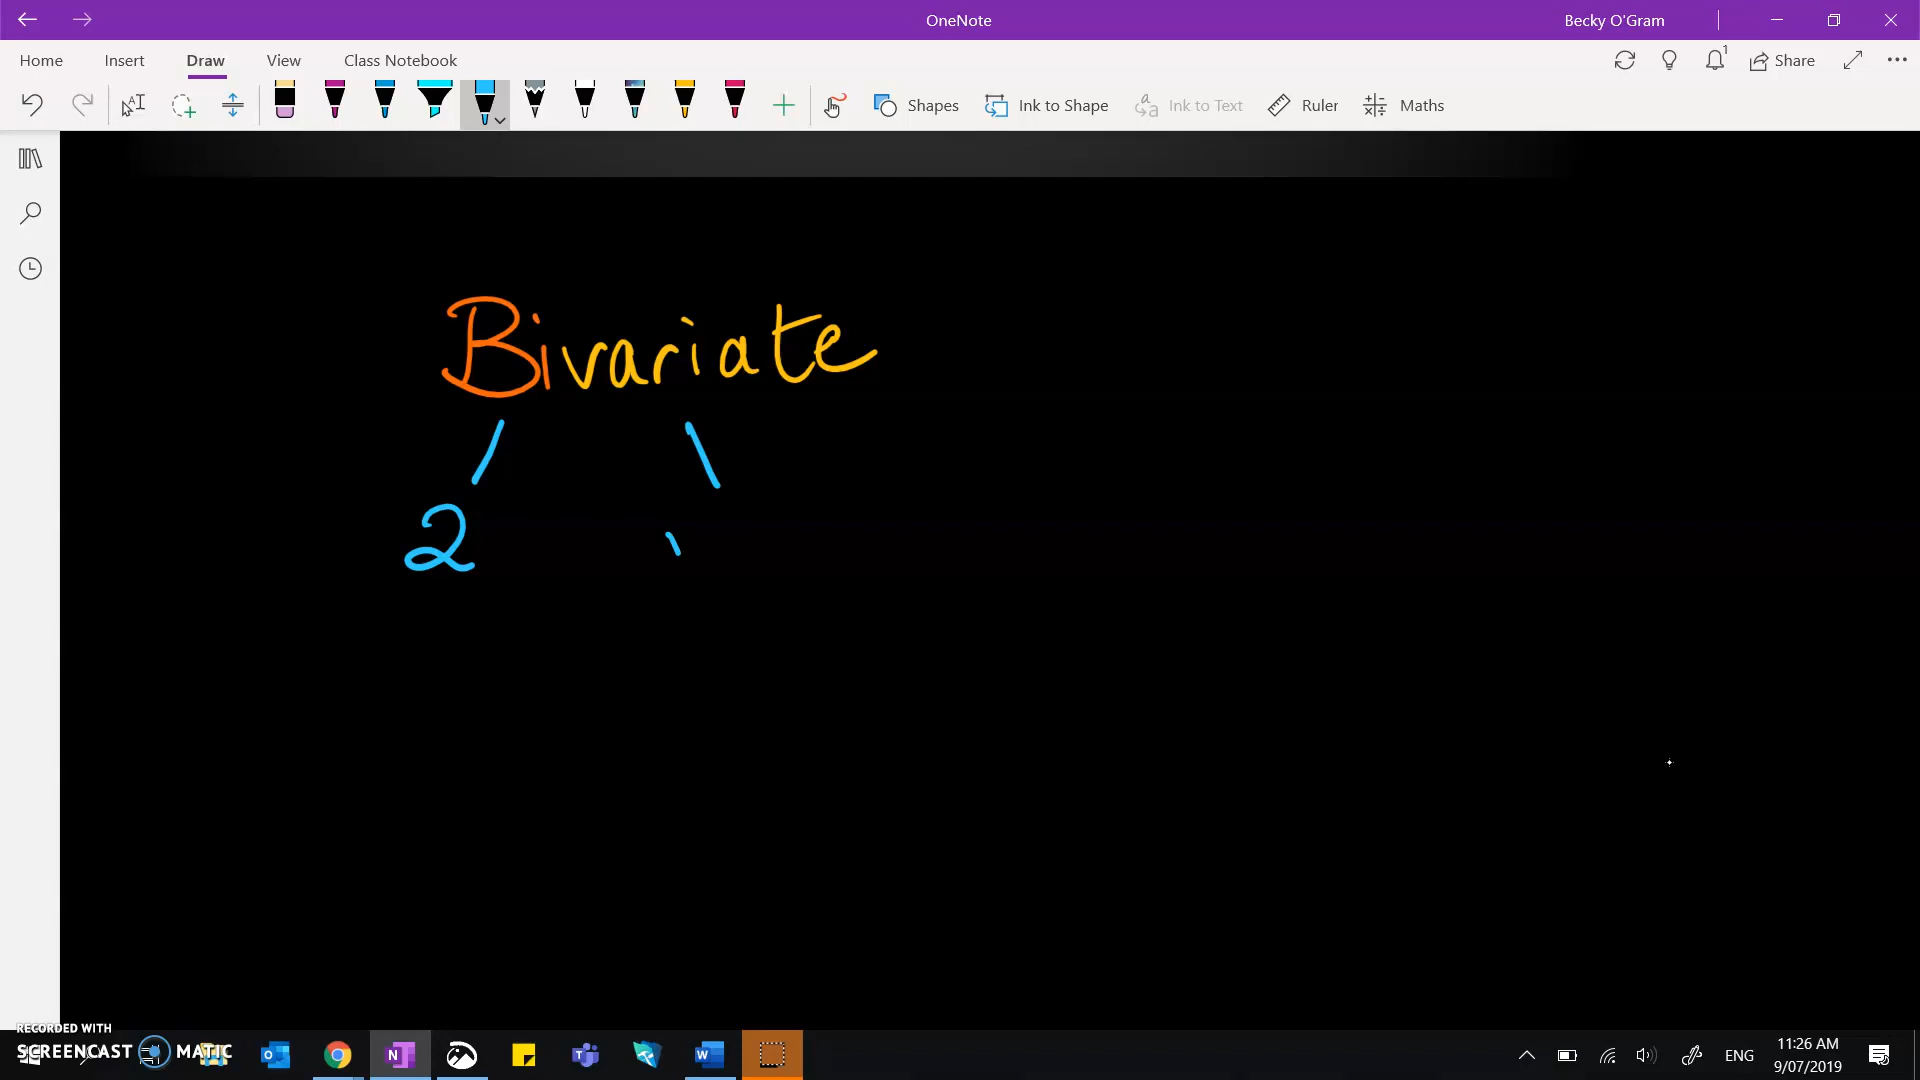 OneNote
Becky O'Gram
Home Insert Draw View Class Notebook
1
Share
Shapes Ink to Shape Ink to Text Ruler Maths
Bivariate
2
RECORDED WITH
SCREENCAST MATIC
ENG
11:26 AM
9/07/2019